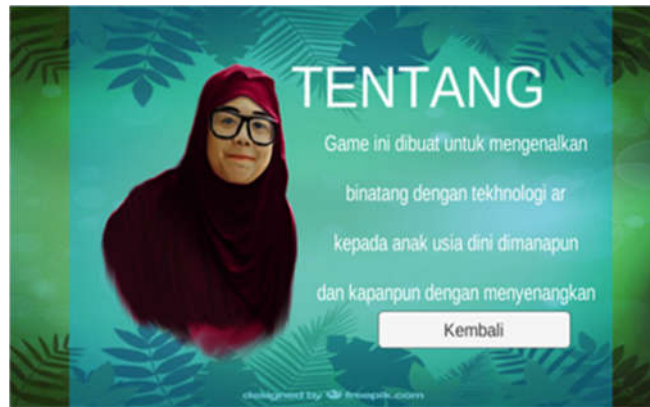 TENTANG
Game ini dibuat untuk mengenalkan
binatang dengan tekhnologi ar
kepada anak usia dini dimanapun
dan kapanpun dengan menyenangkan
Kembali
designed by freepik.com